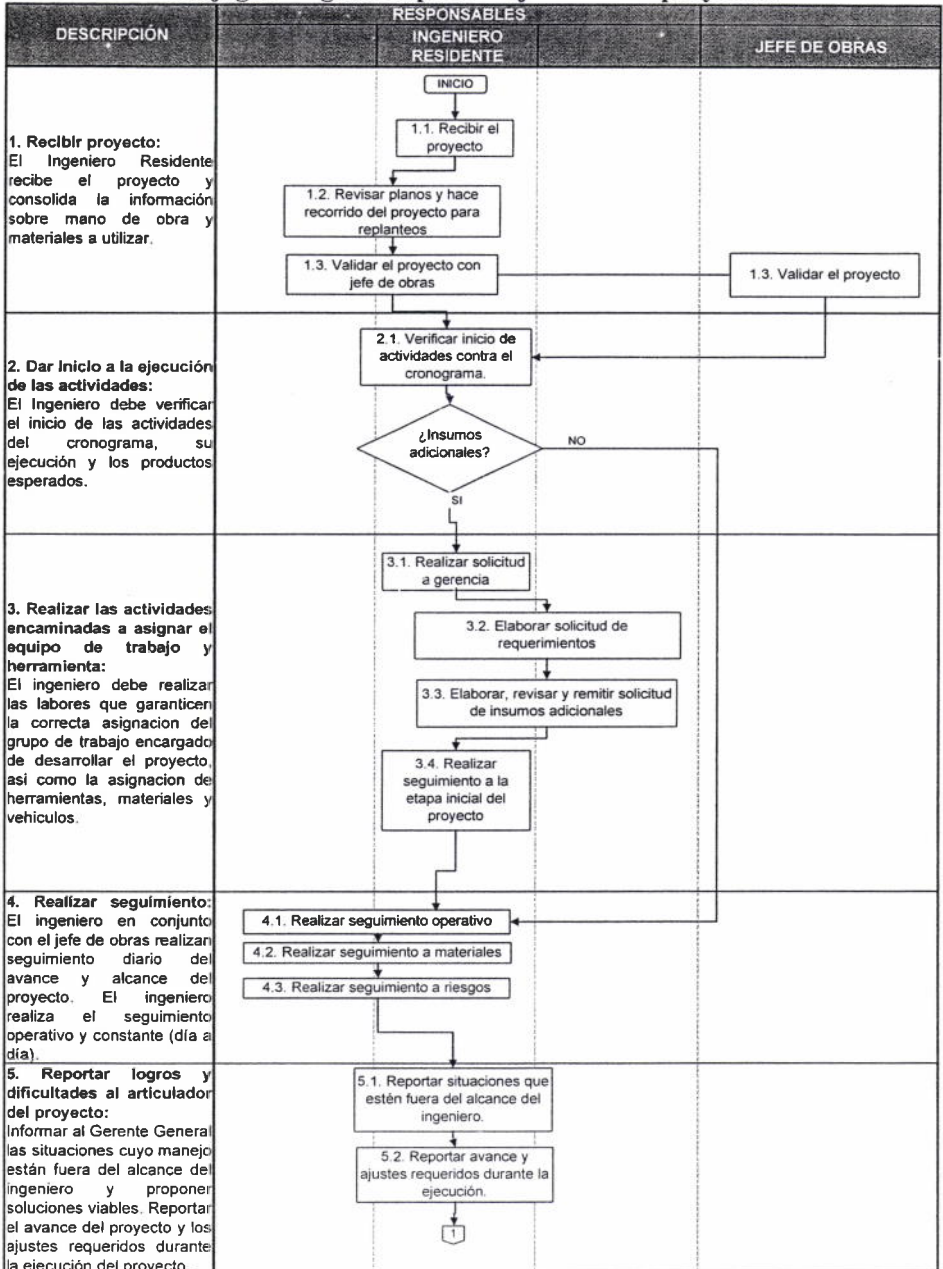 RESPONSABLES
DESCRIPCIÓN
INGENIERO
RESIDENTE
JEFE DE OBRAS
INICIO
1. Recibir proyecto:
El Ingeniero Residente
recibe el proyecto y
consolida la información
sobre mano de obra y
materiales a utilizar.
1.1. Recibir el
proyecto
1.2. Revisar planos y hace
recorrido del proyecto para
replanteos
1.3. Validar el proyecto con
jefe de obras
1.3. Validar el proyecto
2. Dar Inicio a la ejecución
de las actividades:
El Ingeniero debe verificar
el inicio de las actividades
del cronograma, su
ejecución y los productos
esperados.
2.1. Verificar inicio de
actividades contra el
cronograma.
¿Insumos
adicionales?
NO
SI
3. Realizar las actividades
encaminadas a asignar el
equipo de trabajo y
herramienta:
El ingeniero debe realizar
las labores que garanticen
la correcta asignacion del
grupo de trabajo encargado
de desarrollar el proyecto,
asi como la asignacion de
herramientas, materiales y
vehiculos.
3.1. Realizar solicitud
a gerencia
3.2. Elaborar solicitud de
requerimientos
3.3. Elaborar, revisar y remitir solicitud
de insumos adicionales
3.4. Realizar
seguimiento a la
etapa inicial del
proyecto
4. Realizar seguimiento:
El ingeniero en conjunto
con el jefe de obras realizan
seguimiento diario del
avance y alcance del
proyecto. El ingeniero
realiza el seguimiento
operativo y constante (día a
día).
4.1. Realizar seguimiento operativo
4.2. Realizar seguimiento a materiales
4.3. Realizar seguimiento a riesgos
5. Reportar logros y
dificultades al articulador
del proyecto:
Informar al Gerente General
las situaciones cuyo manejo
están fuera del alcance del
ingeniero y proponer
soluciones viables. Reportar
el avance del proyecto y los
ajustes requeridos durante
la ejecución del proyecto
5.1. Reportar situaciones que
estén fuera del alcance del
ingeniero.
5.2. Reportar avance y
ajustes requeridos durante la
ejecución.
1